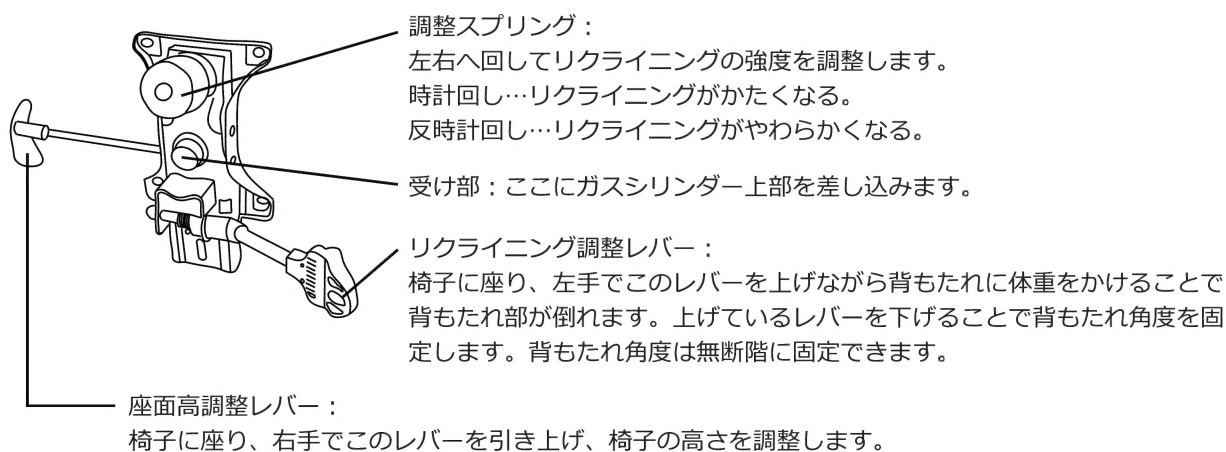 調整スプリング：
左右へ回してリクライニングの強度を調整します。
時計回し…リクライニングがかたくなる。
反時計回し…リクライニングがやわらかくなる。
受け部：ここにガスシリンダー上部を差し込みます。
リクライニング調整レバー：
椅子に座り、左手でこのレバーを上げながら背もたれに体重をかけることで
背もたれ部が倒れます。上げているレバーを下げることで背もたれ角度を固
定します。背もたれ角度は無断階に固定できます。
座面高調整レバー：
椅子に座り、右手でこのレバーを引き上げ、椅子の高さを調整します。